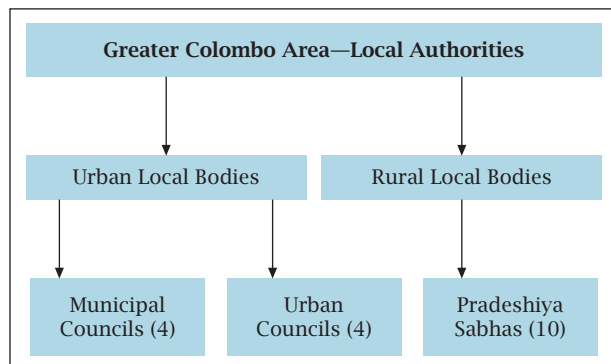 Greater Colombo Area—Local Authorities
Urban Local Bodies
Rural Local Bodies
Municipal
Councils (4)
Urban
Councils (4)
Pradeshiya
Sabhas (10)